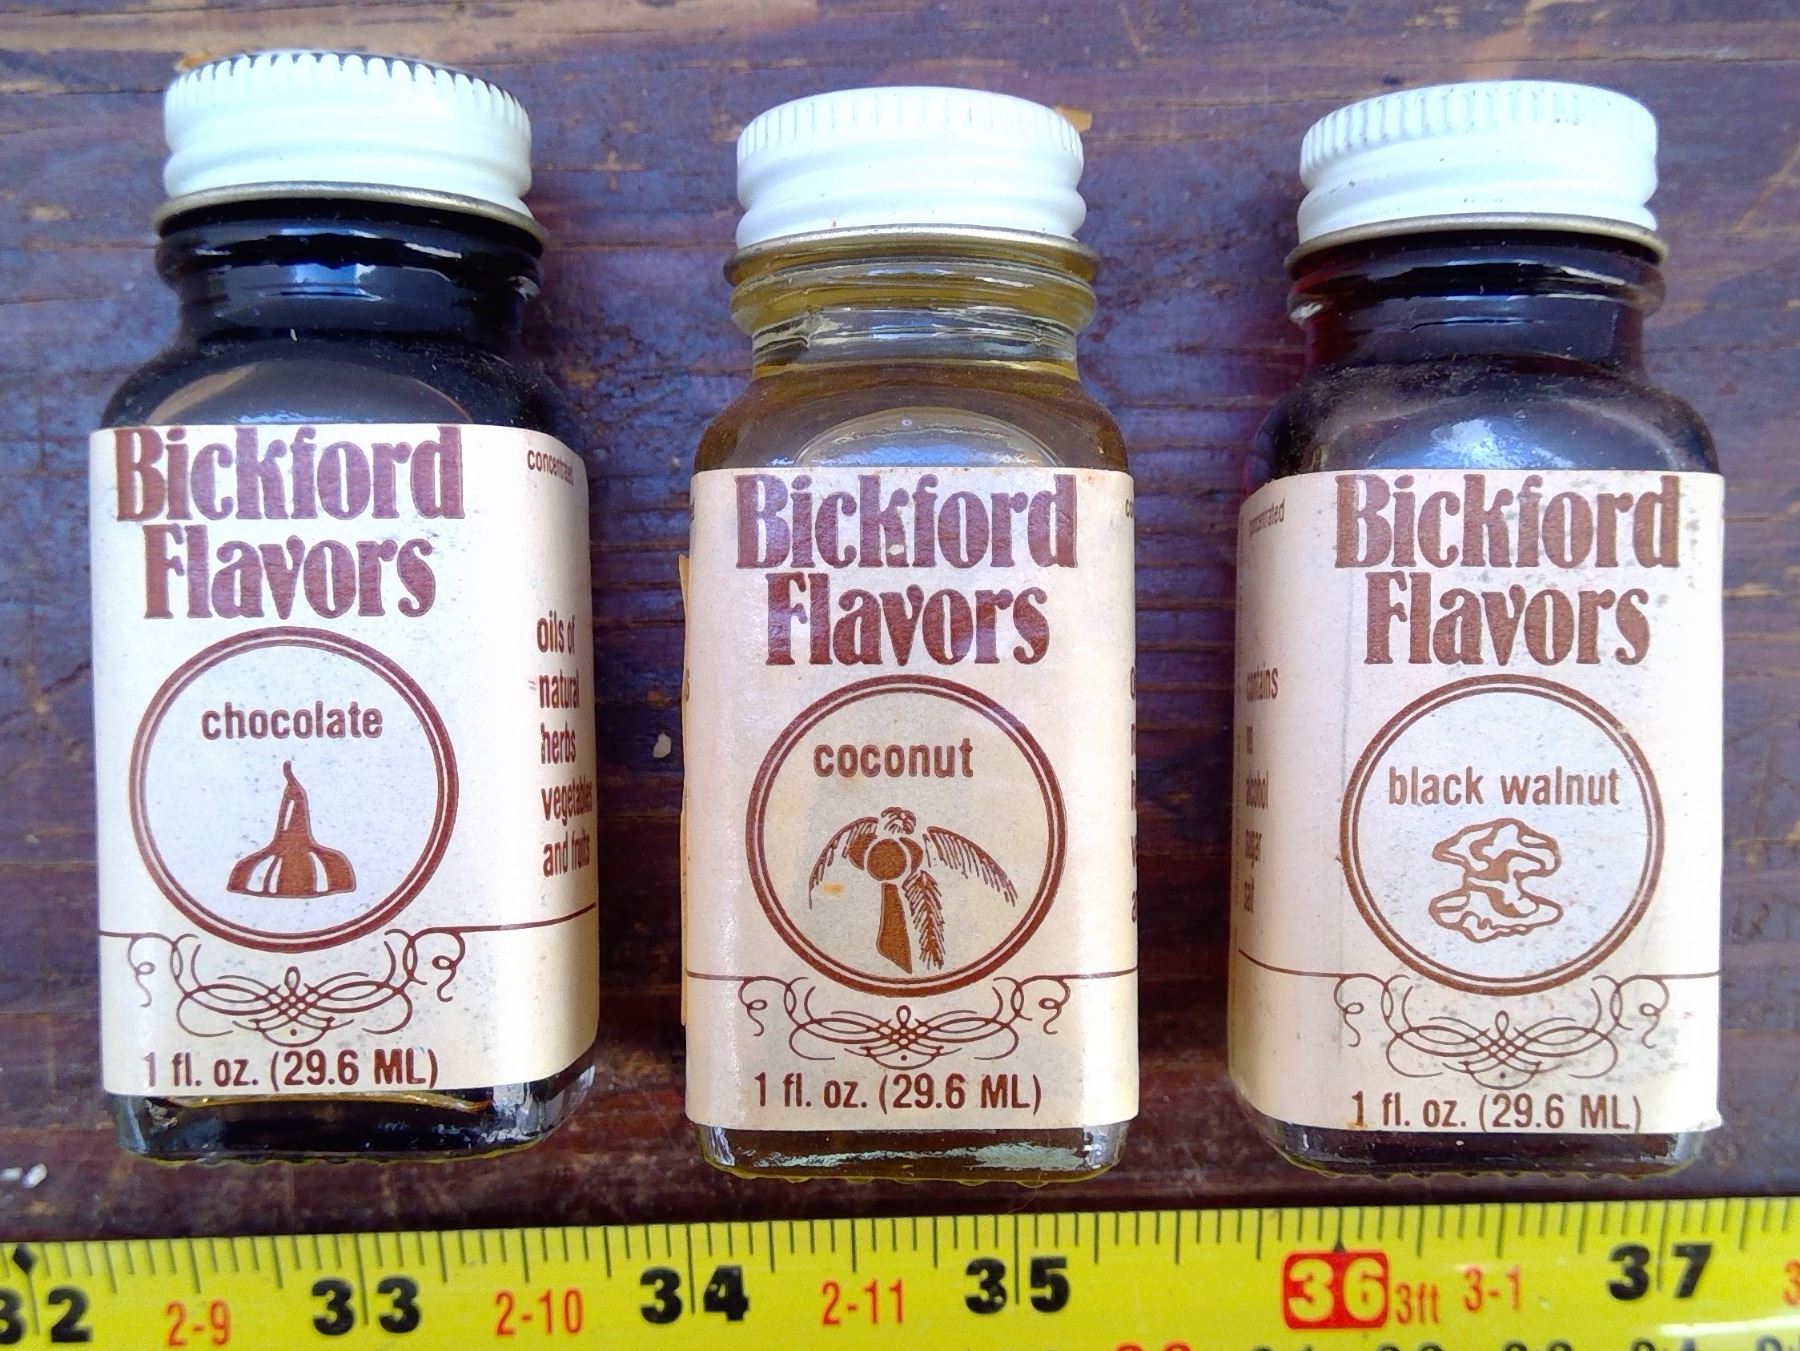 Bickford
Flavors
chocolate
1 fl. oz. (29.6 ML)
concentrated
oils of
natural
herbs
vegetables
and fruits
Bickford
Flavors
coconut
1 fl. oz. (29.6 ML)
concentrated
contains
no
alcohol
sugar
salt
Bickford
Flavors
black walnut
1 fl. oz. (29.6 ML)
32 2-9 33 2-10 34 2-11 35 36 3ft 3-1 37